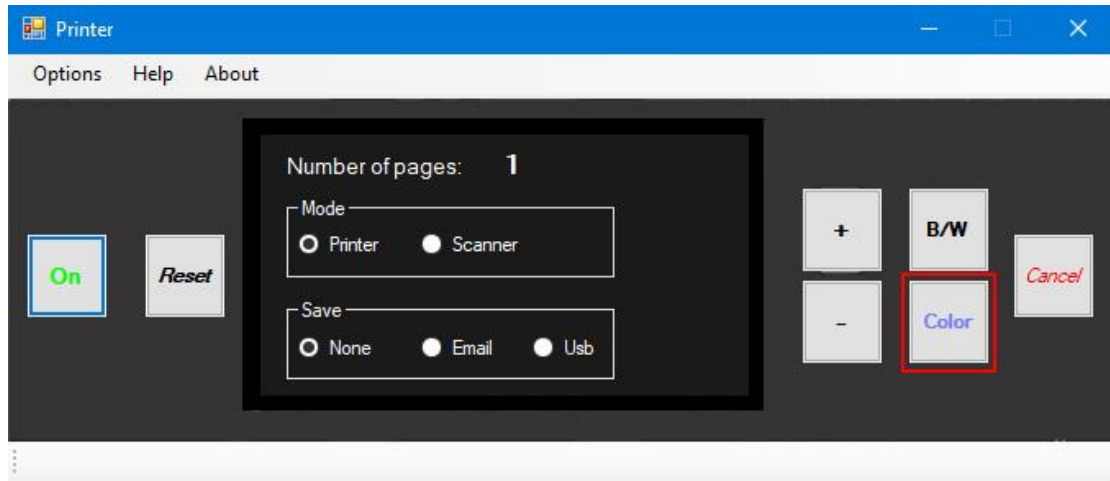 Printer
Options Help About
Number of pages: 1
Mode
Printer Scanner
Save
None Email Usb
On
Reset
+
B/W
-
Color
Cancel